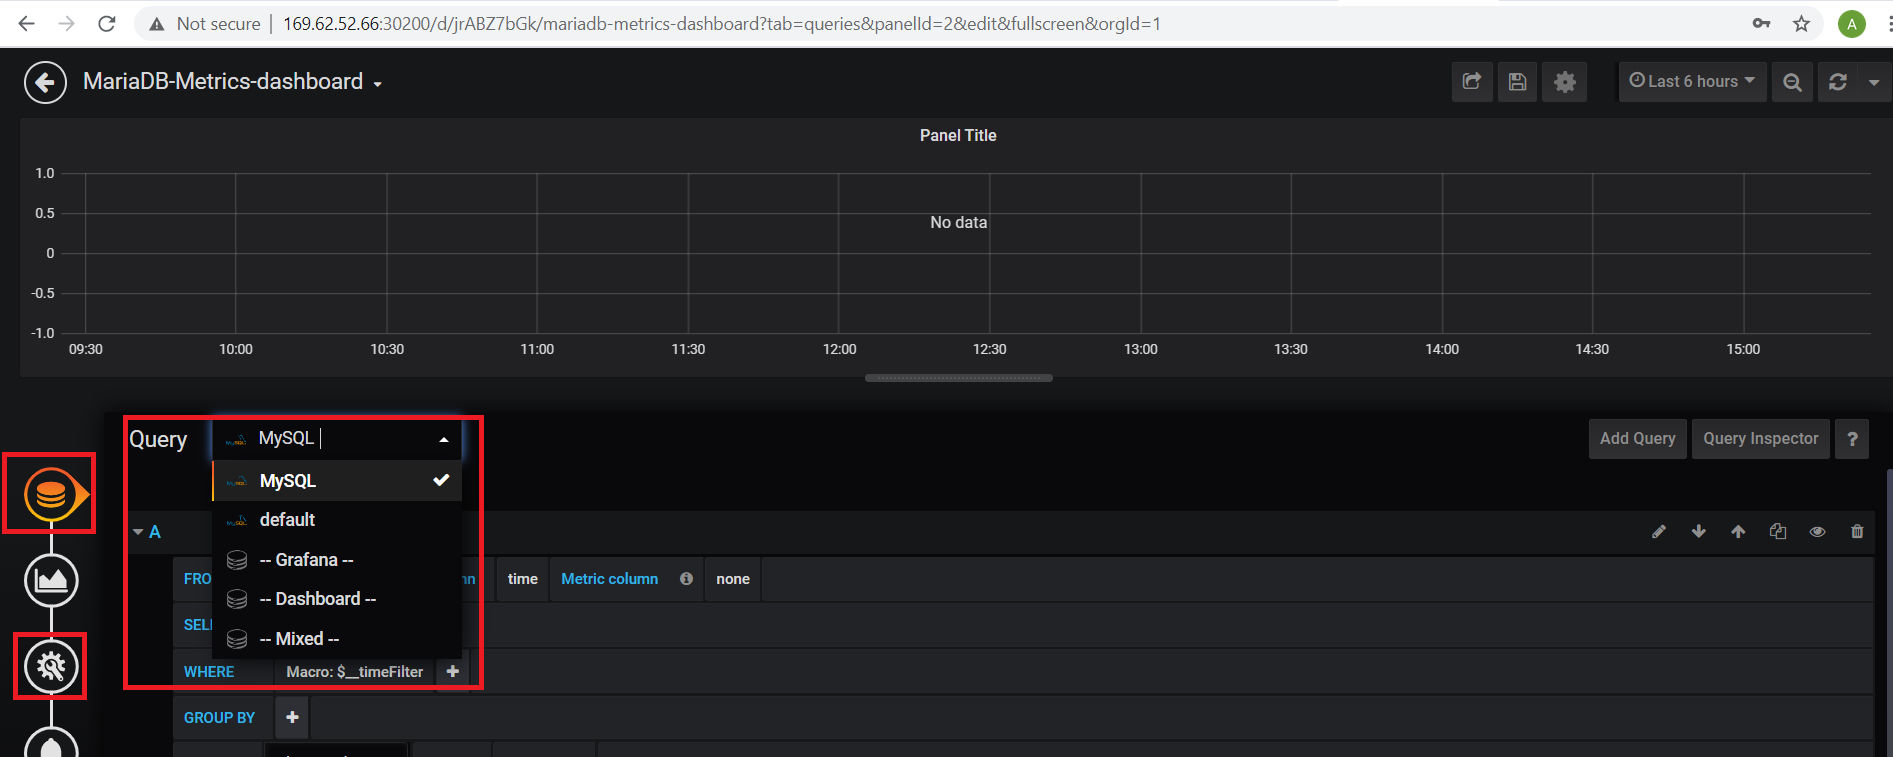 Not secure | 169.62.52.66:30200/d/jrABZ7bGk/mariadb-metrics-dashboard?tab=queries&panelId=2&edit&fullscreen&orgId=1 A
MariaDB-Metrics-dashboard Last 6 hours
Panel Title
1.0
0.5
No data
0
-0.5
-1.0
09:30 10:00 10:30 11:00 11:30 12:00 12:30 13:00 13:30 14:00 14:30 15:00
Query MySQL Add Query Query Inspector ?
MySQL
default
A
-- Grafana --
FRO mn time Metric column none
-- Dashboard --
SELE
-- Mixed --
WHERE Macro: $__timeFilter +
GROUP BY +